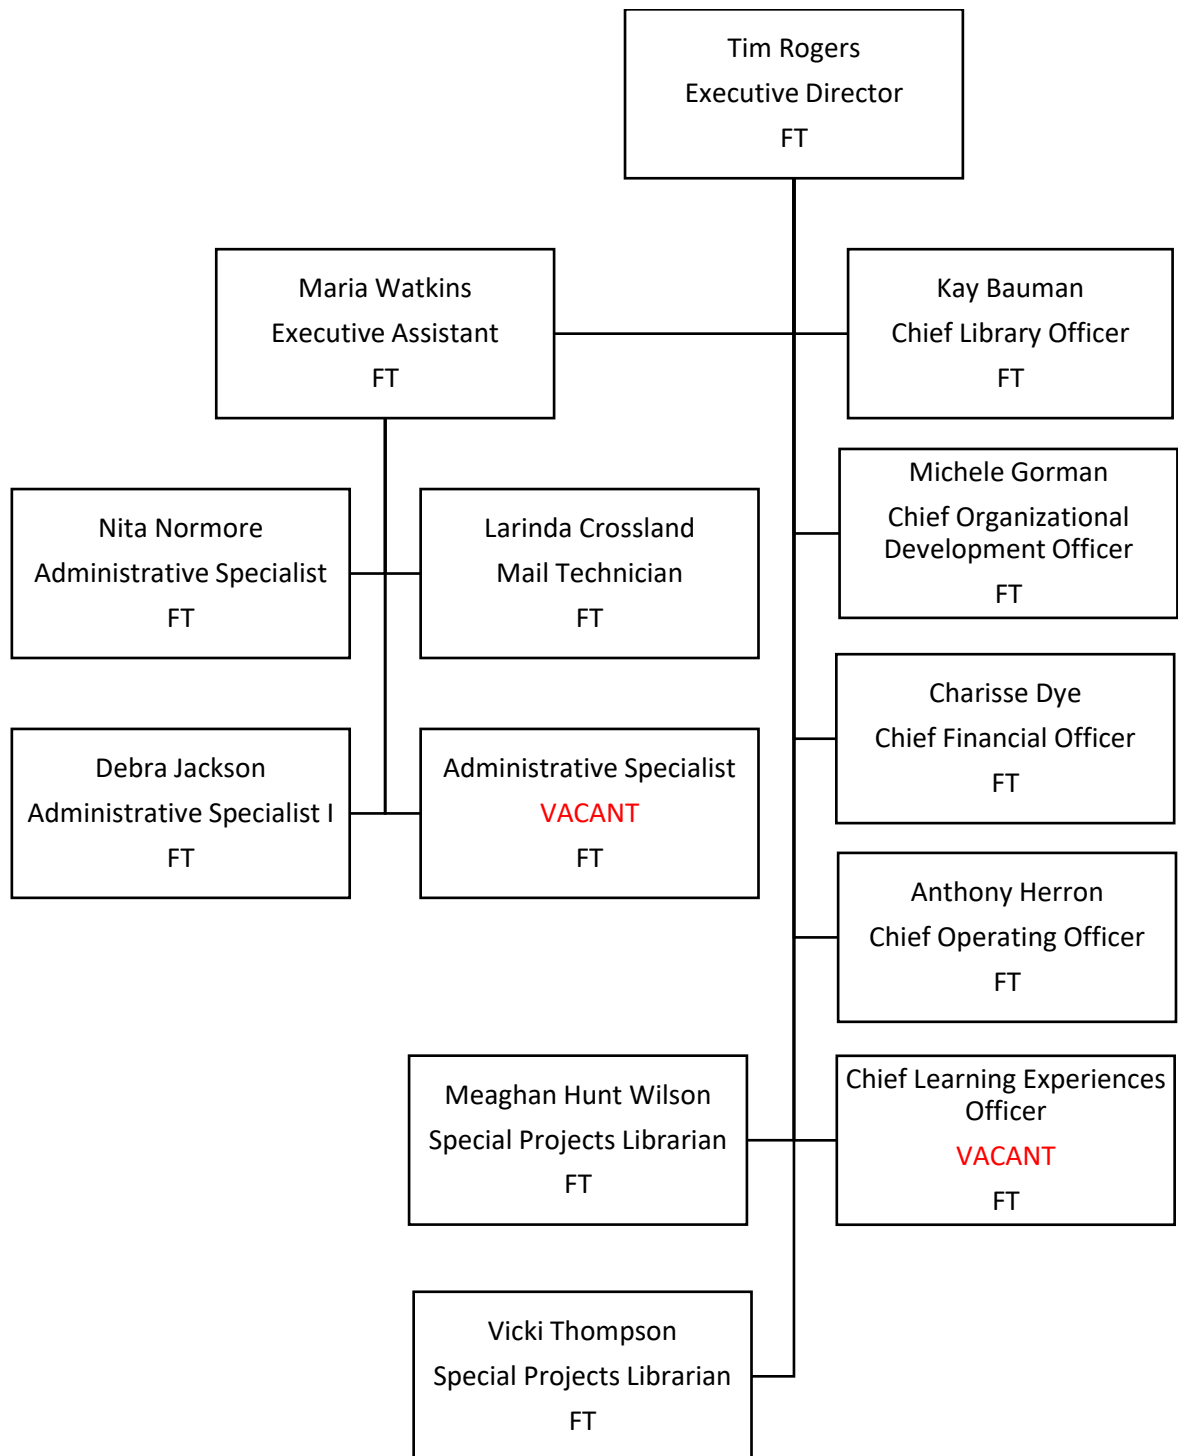 Tim Rogers
Executive Director
FT
Maria Watkins
Executive Assistant
FT
Kay Bauman
Chief Library Officer
FT
Nita Normore
Administrative Specialist
FT
Larinda Crossland
Mail Technician
FT
Michele Gorman
Chief Organizational
Development Officer
FT
Debra Jackson
Administrative Specialist I
FT
Administrative Specialist
VACANT
FT
Charisse Dye
Chief Financial Officer
FT
Anthony Herron
Chief Operating Officer
FT
Meaghan Hunt Wilson
Special Projects Librarian
FT
Chief Learning Experiences
Officer
VACANT
FT
Vicki Thompson
Special Projects Librarian
FT